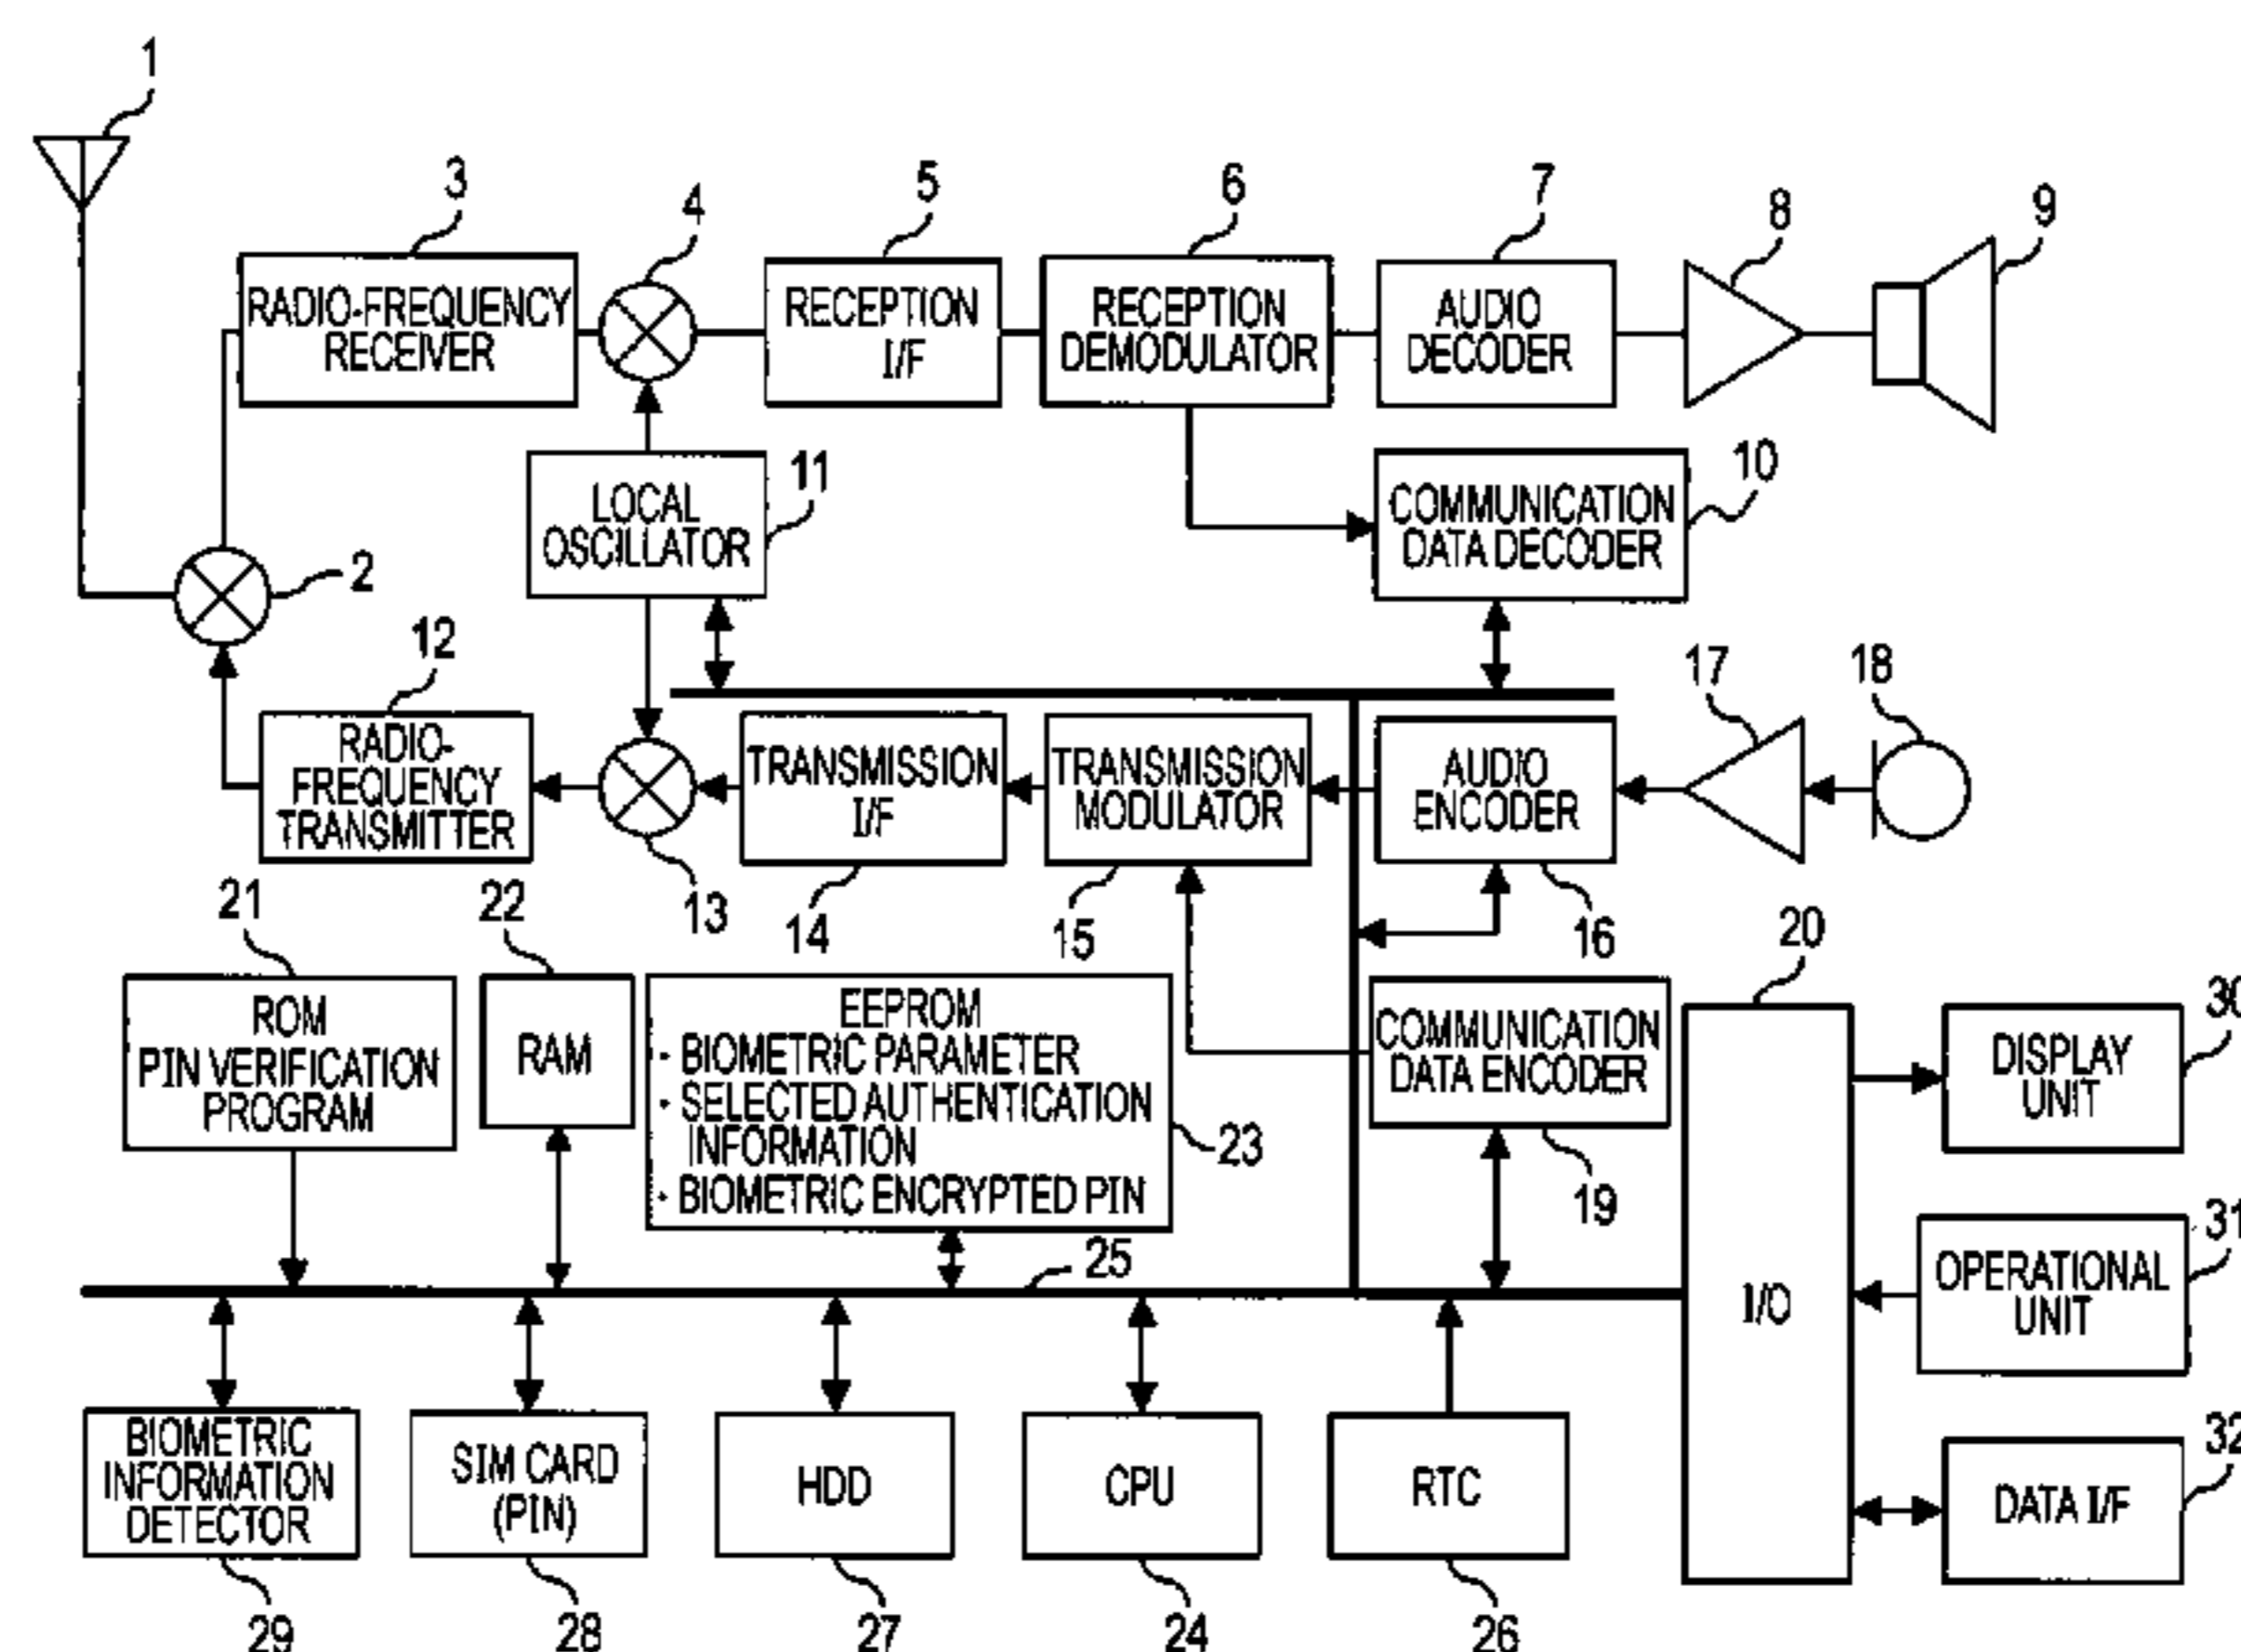 1
3
4
5
6
7
8
9
RADIO-FREQUENCY
RECEIVER
RECEPTION
I/F
RECEPTION
DEMODULATOR
AUDIO
DECODER
LOCAL
OSCILLATOR
11
COMMUNICATION
DATA DECODER
10
2
12
17
18
RADIO-
FREQUENCY
TRANSMITTER
TRANSMISSION
I/F
TRANSMISSION
MODULATOR
AUDIO
ENCODER
13
14
15
16
21
22
20
ROM
PIN VERIFICATION
PROGRAM
RAM
EEPROM
· BIOMETRIC PARAMETER
· SELECTED AUTHENTICATION
INFORMATION
· BIOMETRIC ENCRYPTED PIN
23
COMMUNICATION
DATA ENCODER
19
30
DISPLAY
UNIT
25
I/O
31
OPERATIONAL
UNIT
BIOMETRIC
INFORMATION
DETECTOR
SIM CARD
(PIN)
HDD
CPU
RTC
32
DATA I/F
29
28
27
24
26